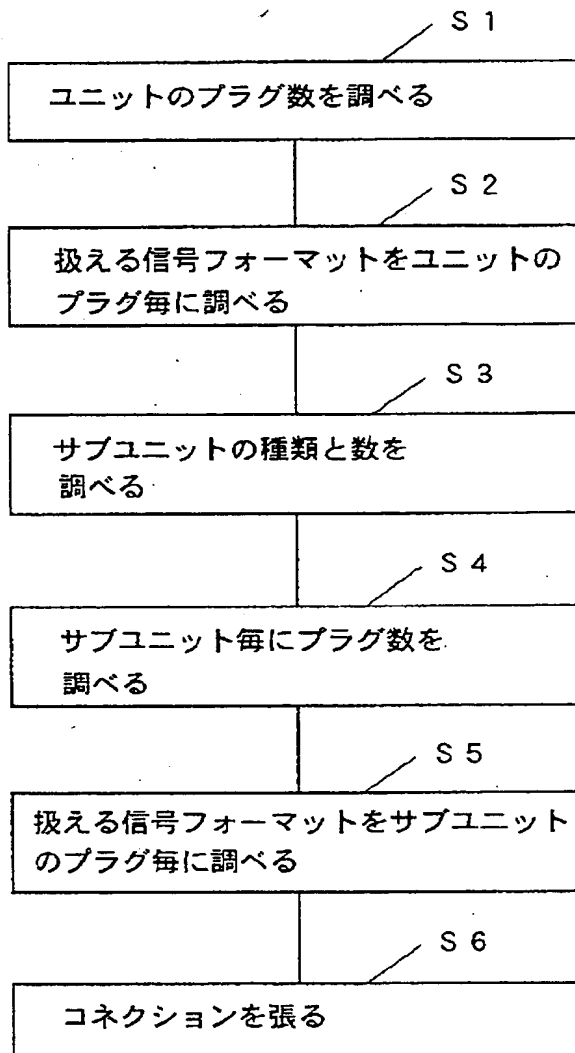 S 1
ユニットのプラグ数を調べる
S 2
扱える信号フォーマットをユニットの
プラグ毎に調べる
S 3
サブユニットの種類と数を
調べる
S 4
サブユニット毎にプラグ数を
調べる
S 5
扱える信号フォーマットをサブユニット
のプラグ毎に調べる
S 6
コネクションを張る